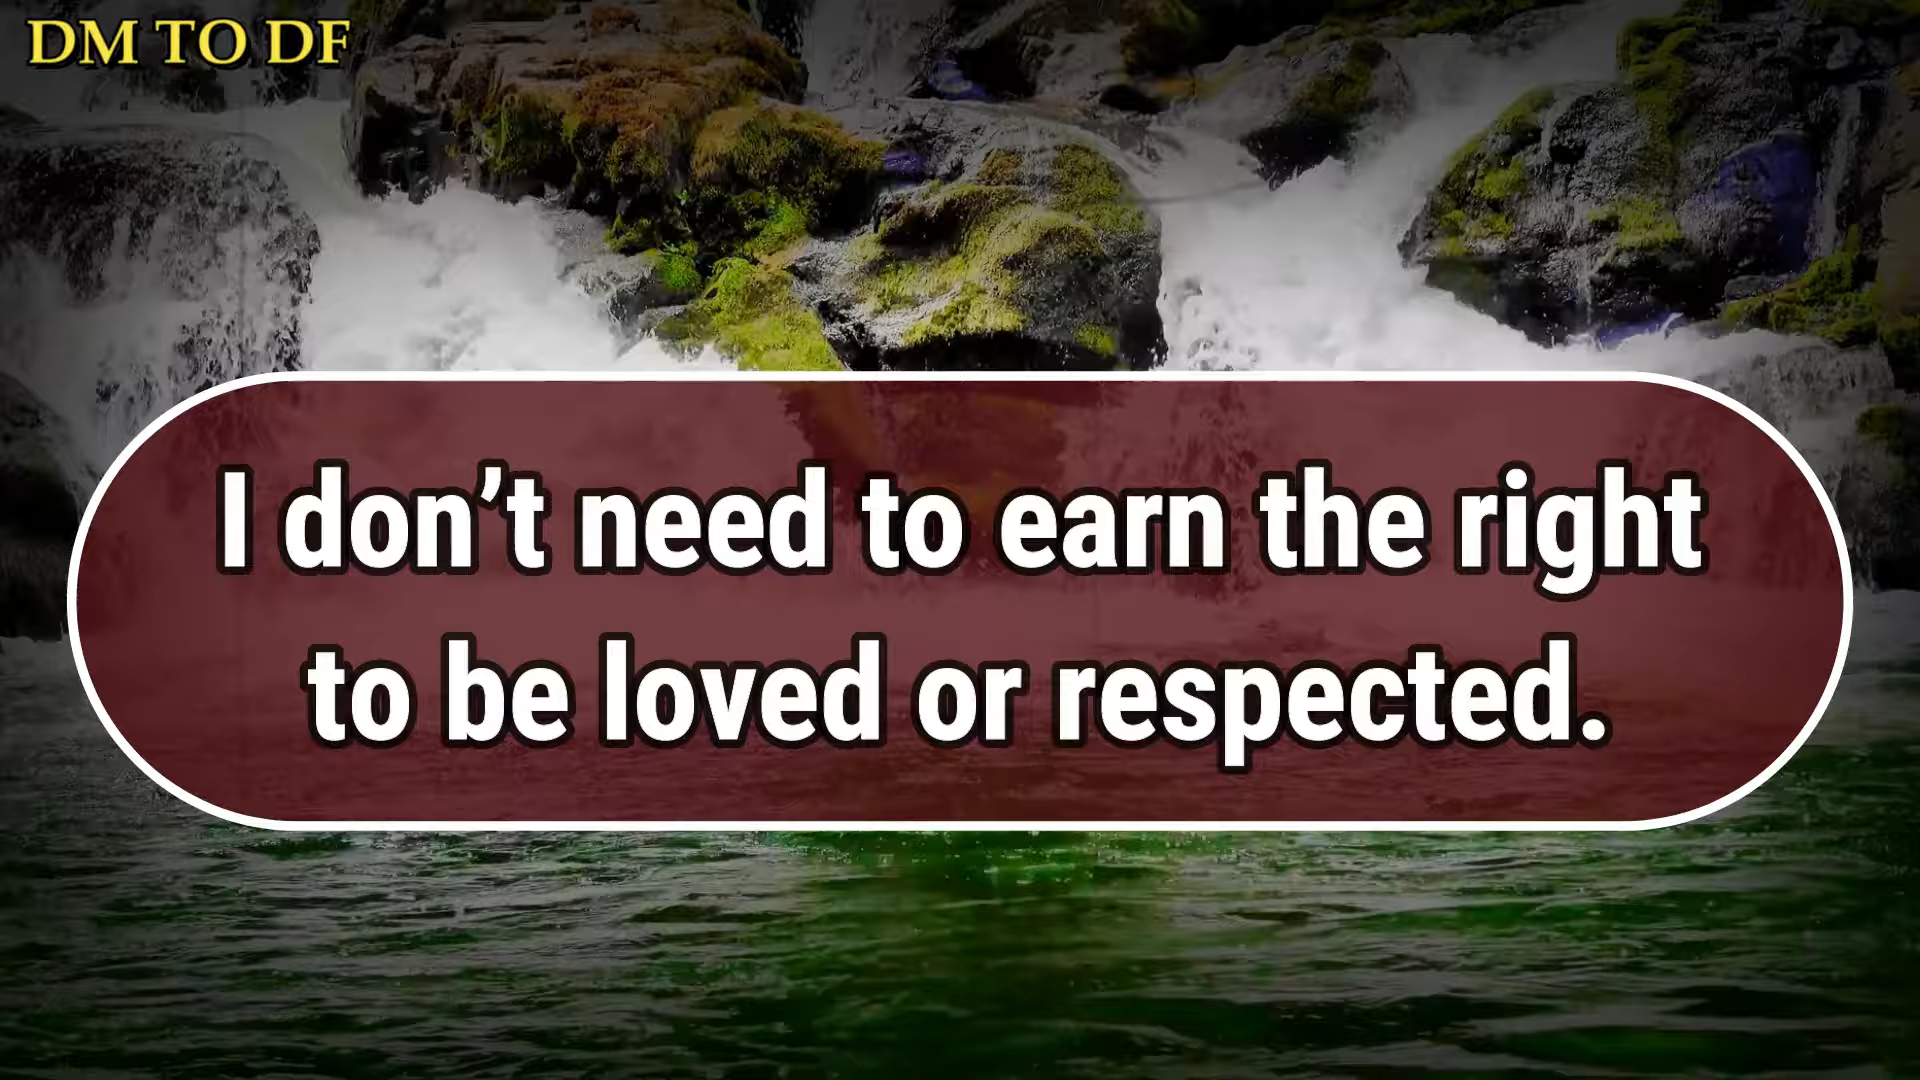 DM TO DF
I don’t need to earn the right
to be loved or respected.